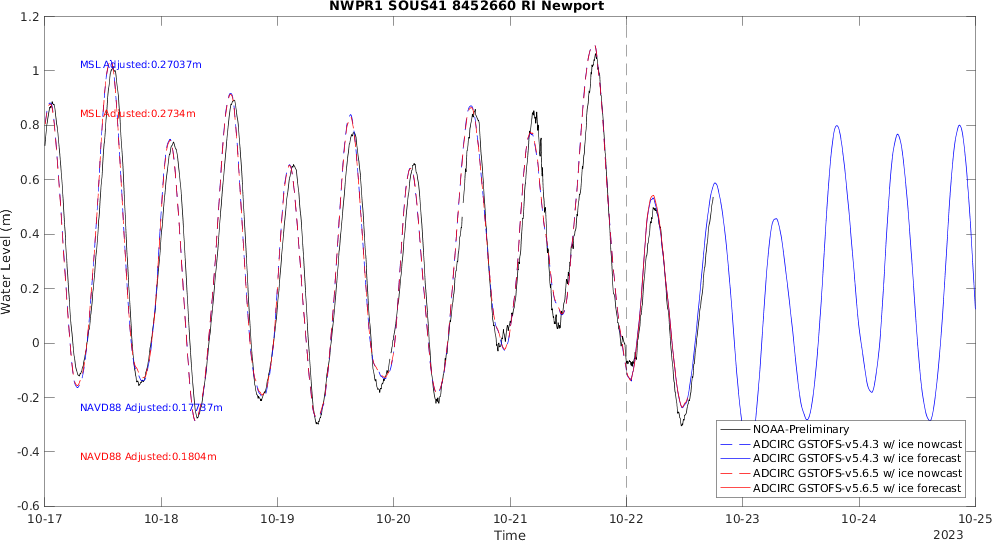 NWPR1 SOUS41 8452660 RI Newport
1.2
1
0.8
0.6
0.4
0.2
0
-0.2
-0.4
-0.6
Water Level (m)
MSL Adjusted:0.27037m
MSL Adjusted:0.2734m
NAVD88 Adjusted:0.17737m
NAVD88 Adjusted:0.1804m
NOAA-Preliminary
ADCIRC GSTOFS-v5.4.3 w/ ice nowcast
ADCIRC GSTOFS-v5.4.3 w/ ice forecast
ADCIRC GSTOFS-v5.6.5 w/ ice nowcast
ADCIRC GSTOFS-v5.6.5 w/ ice forecast
10-17 10-18 10-19 10-20 10-21 10-22 10-23 10-24 10-25
Time
2023